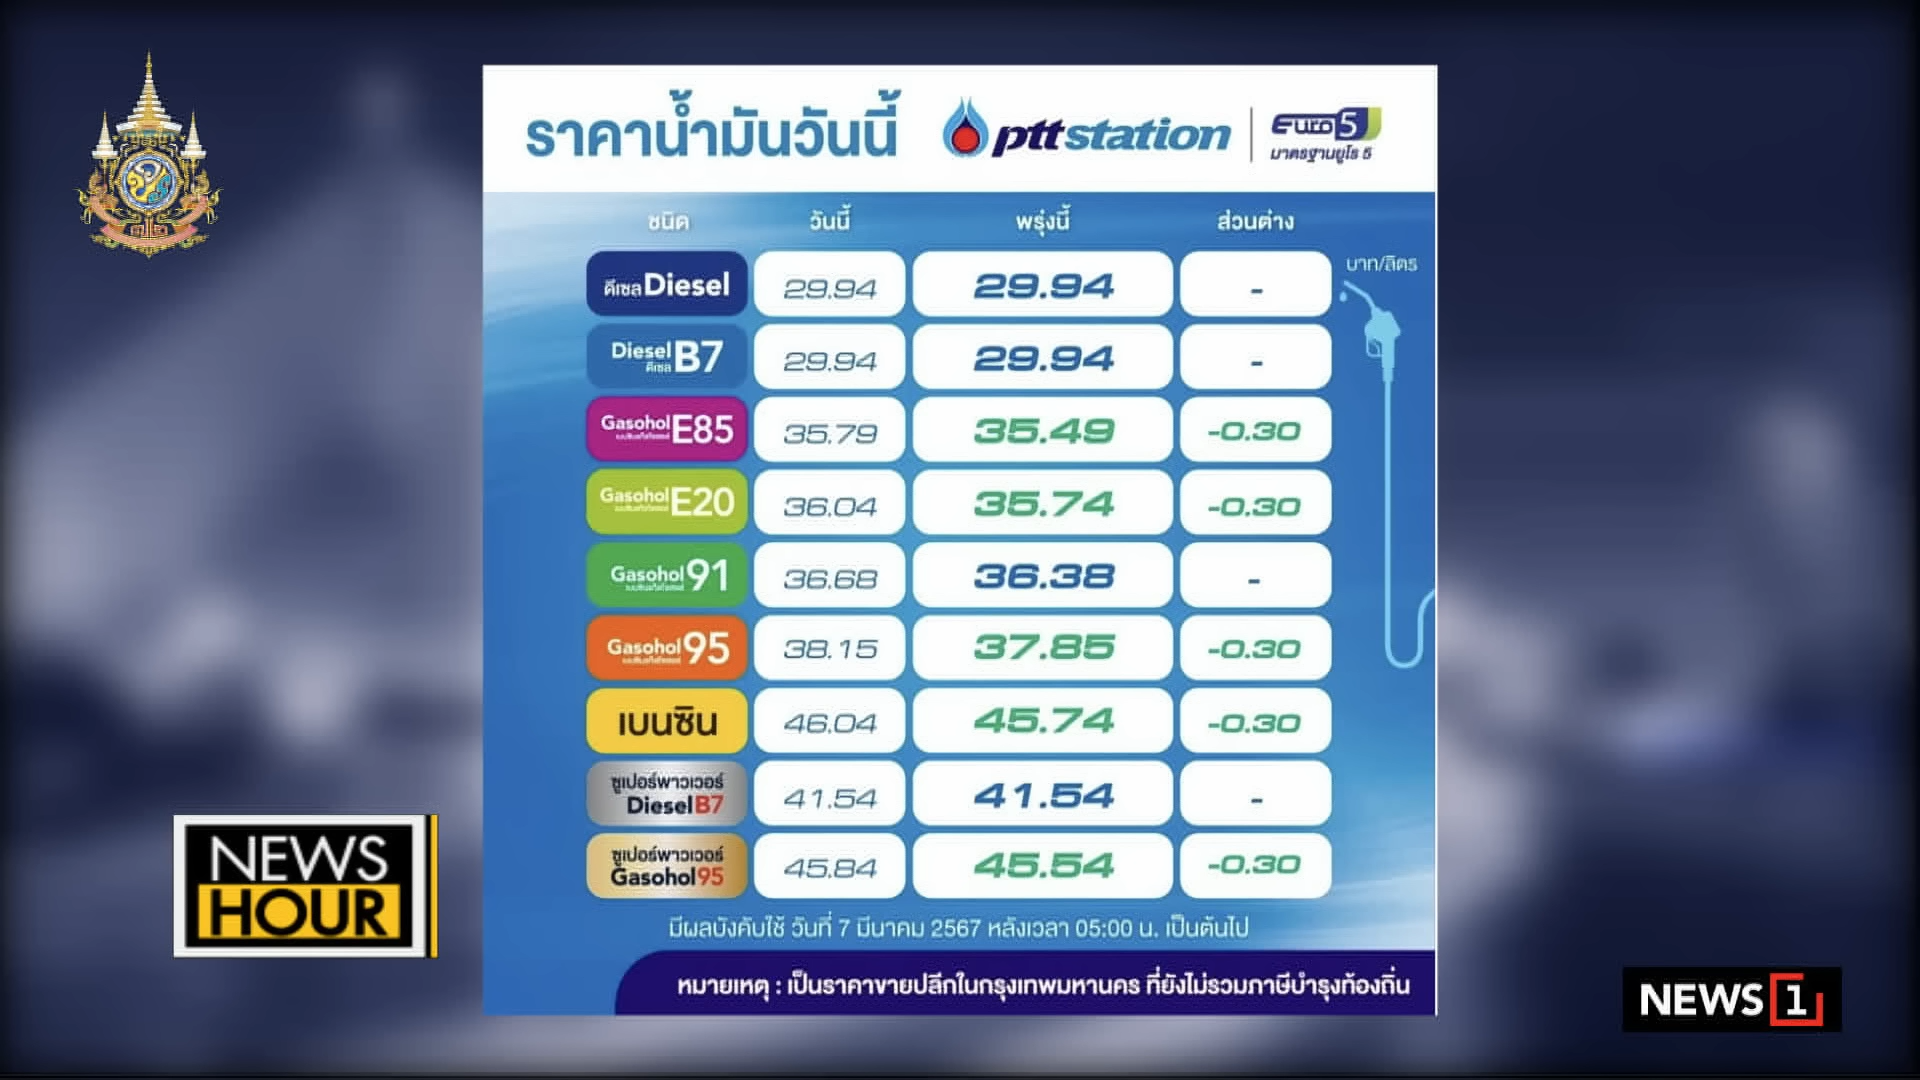 ราคาน้ำมันวันนี้ ptt station Euro 5
มาตรฐานยูโร 5
ชนิด วันนี้ พรุ่งนี้ ส่วนต่าง
บาท/ลิตร
ดีเซล Diesel 29.94 29.94 -
Diesel ดีเซล B7 29.94 29.94 -
Gasohol E85 35.79 35.49 -0.30
Gasohol E20 36.04 35.74 -0.30
Gasohol 91 36.68 36.38 -
Gasohol 95 38.15 37.85 -0.30
เบนซิน 46.04 45.74 -0.30
ซูเปอร์พาวเวอร์ Diesel B7 41.54 41.54 -
ซูเปอร์พาวเวอร์ Gasohol 95 45.84 45.54 -0.30
มีผลบังคับใช้ วันที่ 7 มีนาคม 2567 หลังเวลา 05:00 น. เป็นต้นไป
หมายเหตุ : เป็นราคาขายปลีกในกรุงเทพมหานคร ที่ยังไม่รวมภาษีบำรุงท้องถิ่น
NEWS
HOUR
NEWS 1